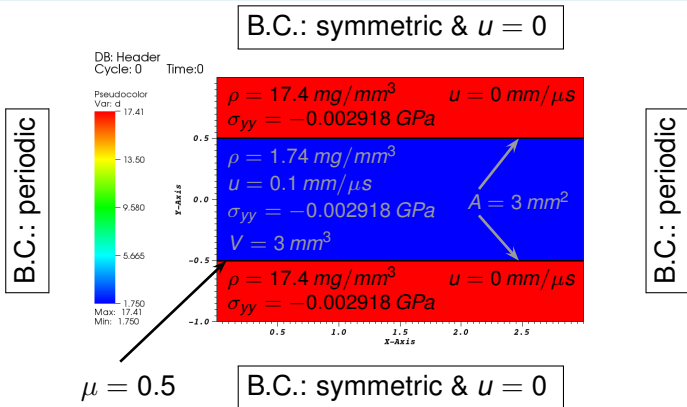 B.C.: symmetric & u = 0
DB: Header
Cycle: 0 Time:0
Pseudocolor
Var: d
17.41
13.50
9.580
5.665
1.750
Max: 17.41
Min: 1.750
B.C.: periodic
Y-Axis
0.5
0.0
-0.5
-1.0
ρ = 17.4 mg/mm³ u = 0 mm/μs
σyy = −0.002918 GPa
ρ = 1.74 mg/mm³
u = 0.1 mm/μs
σyy = −0.002918 GPa
V = 3 mm³
A = 3 mm²
ρ = 17.4 mg/mm³ u = 0 mm/μs
σyy = −0.002918 GPa
0.5 1.0 1.5 2.0 2.5
X-Axis
B.C.: periodic
μ = 0.5
B.C.: symmetric & u = 0